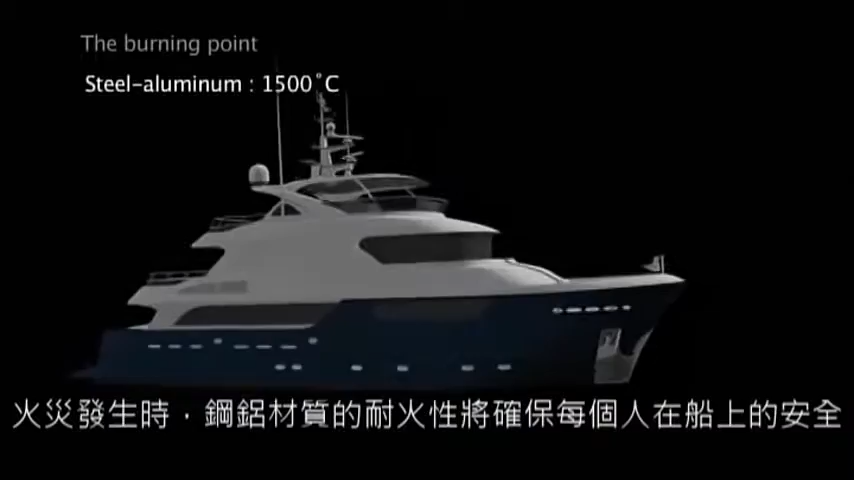 The burning point
Steel-aluminum : 1500°C
火災發生時，鋼鋁材質的耐火性將確保每個人在船上的安全